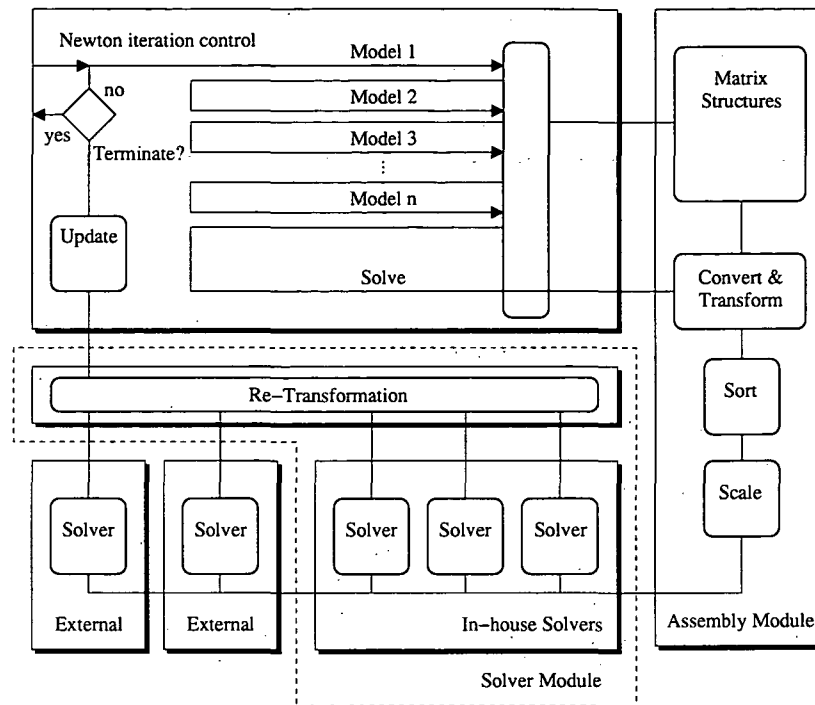 Newton iteration control
Model 1
no
Model 2
yes
Terminate?
Model 3
Model n
Update
Solve
Matrix
Structures
Convert &
Transform
Sort
Scale
Assembly Module
Re-Transformation
Solver
Solver
Solver
Solver
Solver
External
External
In-house Solvers
Solver Module